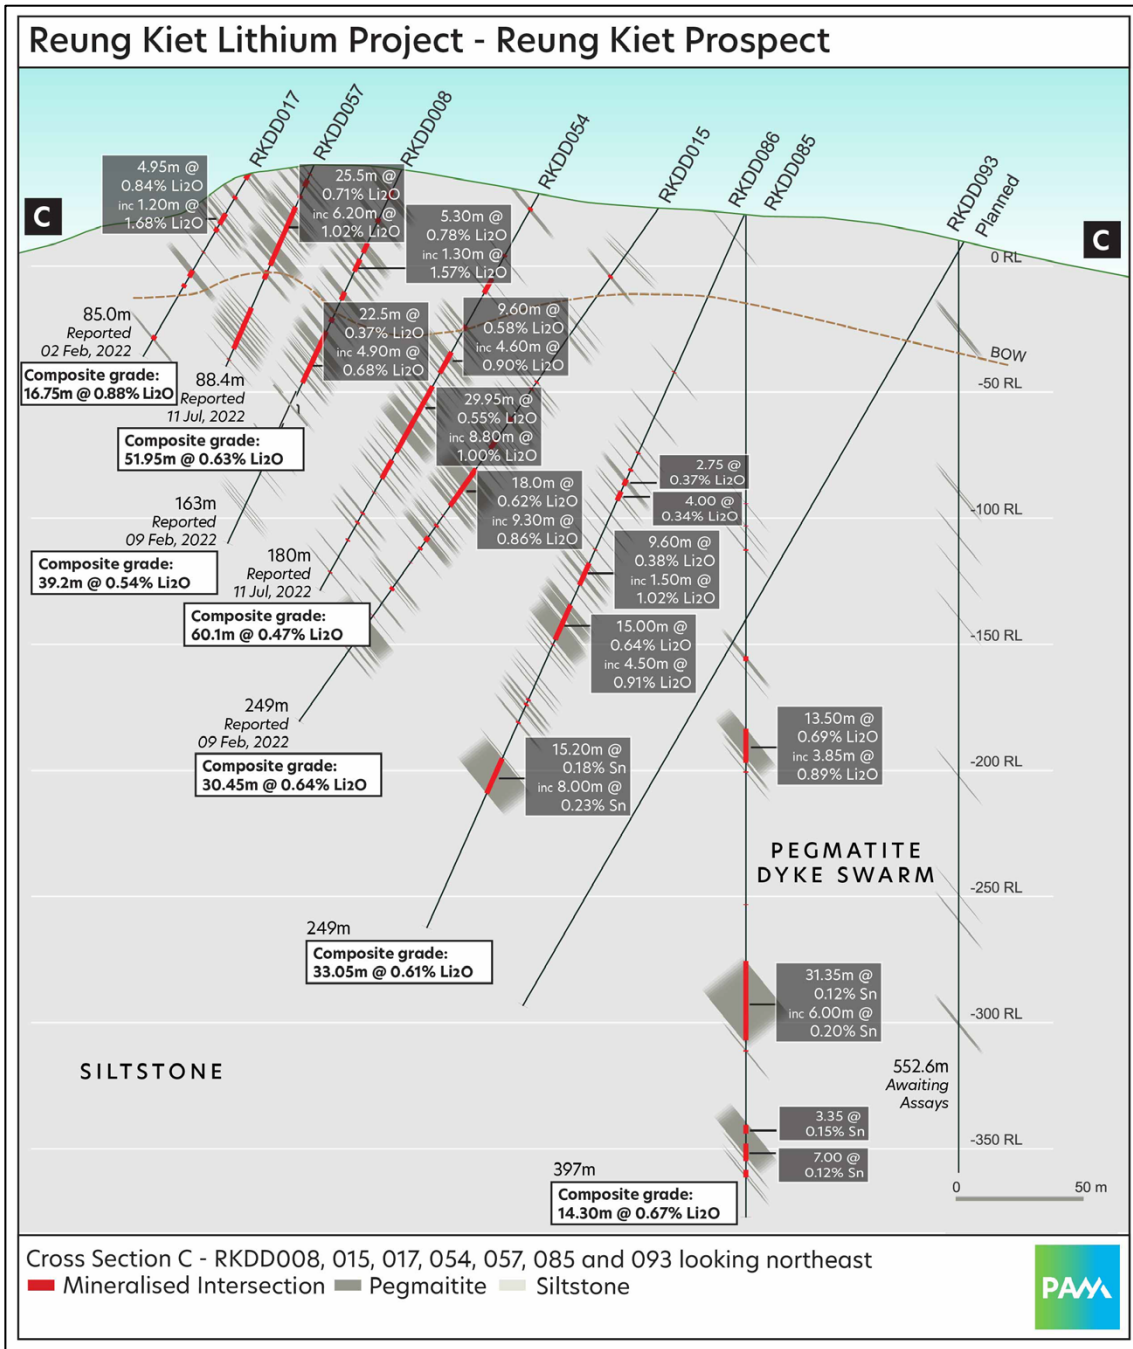 Reung Kiet Lithium Project - Reung Kiet Prospect
RKDD017
RKDD057
RKDD008
RKDD054
RKDD015
RKDD086
RKDD085
RKDD093
Planned
C
C
4.95m @
0.84% Li2O
inc 1.20m @
1.68% Li2O
25.5m @
0.71% Li2O
inc 6.20m @
1.02% Li2O
5.30m @
0.78% Li2O
inc 1.30m @
1.57% Li2O
0 RL
22.5m @
0.37% Li2O
inc 4.90m @
0.68% Li2O
9.60m @
0.58% Li2O
inc 4.60m @
0.90% Li2O
BOW
85.0m
Reported
02 Feb, 2022
Composite grade:
16.75m @ 0.88% Li2O
-50 RL
88.4m
Reported
11 Jul, 2022
Composite grade:
51.95m @ 0.63% Li2O
29.95m @
0.55% Li2O
inc 8.80m @
1.00% Li2O
2.75 @
0.37% Li2O
4.00 @
0.34% Li2O
18.0m @
0.62% Li2O
inc 9.30m @
0.86% Li2O
-100 RL
163m
Reported
09 Feb, 2022
Composite grade:
39.2m @ 0.54% Li2O
9.60m @
0.38% Li2O
inc 1.50m @
1.02% Li2O
180m
Reported
11 Jul, 2022
Composite grade:
60.1m @ 0.47% Li2O
15.00m @
0.64% Li2O
inc 4.50m @
0.91% Li2O
-150 RL
249m
Reported
09 Feb, 2022
Composite grade:
30.45m @ 0.64% Li2O
13.50m @
0.69% Li2O
inc 3.85m @
0.89% Li2O
15.20m @
0.18% Sn
inc 8.00m @
0.23% Sn
-200 RL
PEGMATITE
DYKE SWARM
-250 RL
249m
Composite grade:
33.05m @ 0.61% Li2O
31.35m @
0.12% Sn
inc 6.00m @
0.20% Sn
-300 RL
SILTSTONE
552.6m
Awaiting
Assays
3.35 @
0.15% Sn
7.00 @
0.12% Sn
-350 RL
397m
Composite grade:
14.30m @ 0.67% Li2O
0
50 m
Cross Section C - RKDD008, 015, 017, 054, 057, 085 and 093 looking northeast
Mineralised Intersection
Pegmaitite
Siltstone
PAM